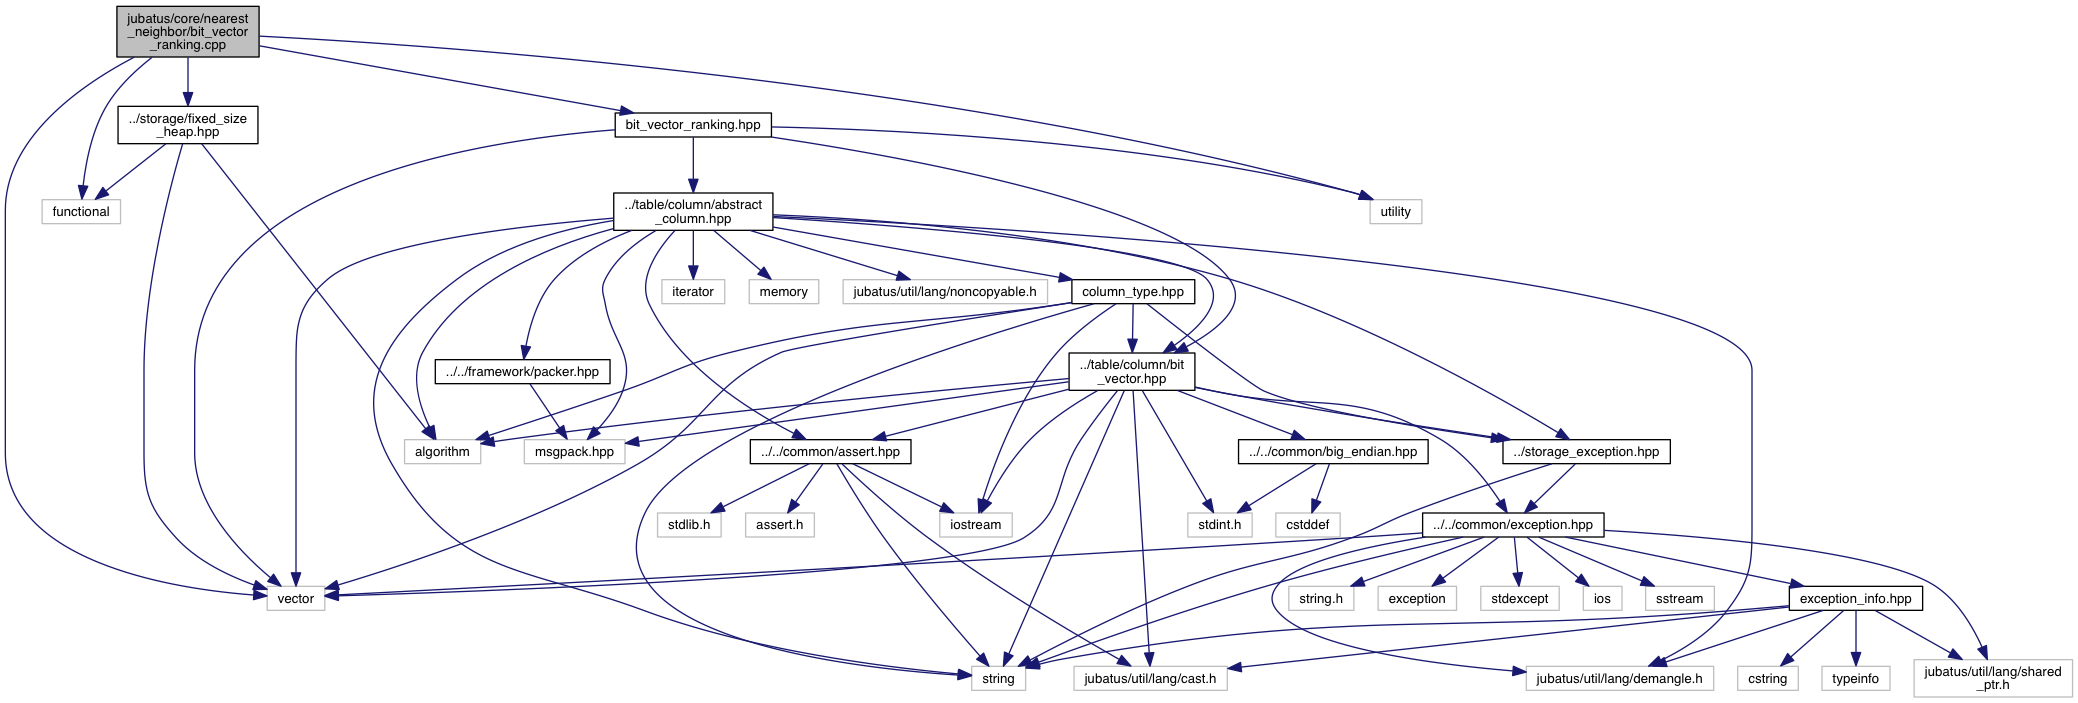 jubatus/core/nearest
_neighbor/bit_vector
_ranking.cpp
../storage/fixed_size
_heap.hpp
bit_vector_ranking.hpp
functional
../table/column/abstract
_column.hpp
utility
iterator
memory
jubatus/util/lang/noncopyable.h
column_type.hpp
../../framework/packer.hpp
../table/column/bit
_vector.hpp
algorithm
msgpack.hpp
../../common/assert.hpp
../../common/big_endian.hpp
../storage_exception.hpp
stdlib.h
assert.h
iostream
stdint.h
cstddef
../../common/exception.hpp
vector
string.h
exception
stdexcept
ios
sstream
exception_info.hpp
string
jubatus/util/lang/cast.h
jubatus/util/lang/demangle.h
cstring
typeinfo
jubatus/util/lang/shared
_ptr.h